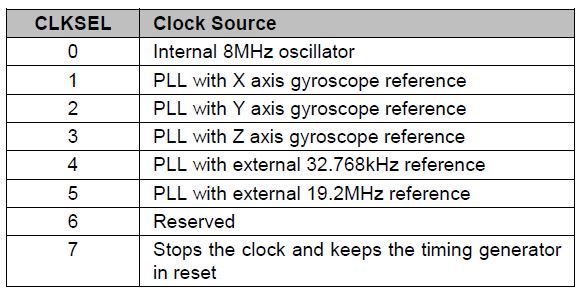 CLKSEL Clock Source
0 Internal 8MHz oscillator
1 PLL with X axis gyroscope reference
2 PLL with Y axis gyroscope reference
3 PLL with Z axis gyroscope reference
4 PLL with external 32.768kHz reference
5 PLL with external 19.2MHz reference
6 Reserved
7 Stops the clock and keeps the timing generator
in reset